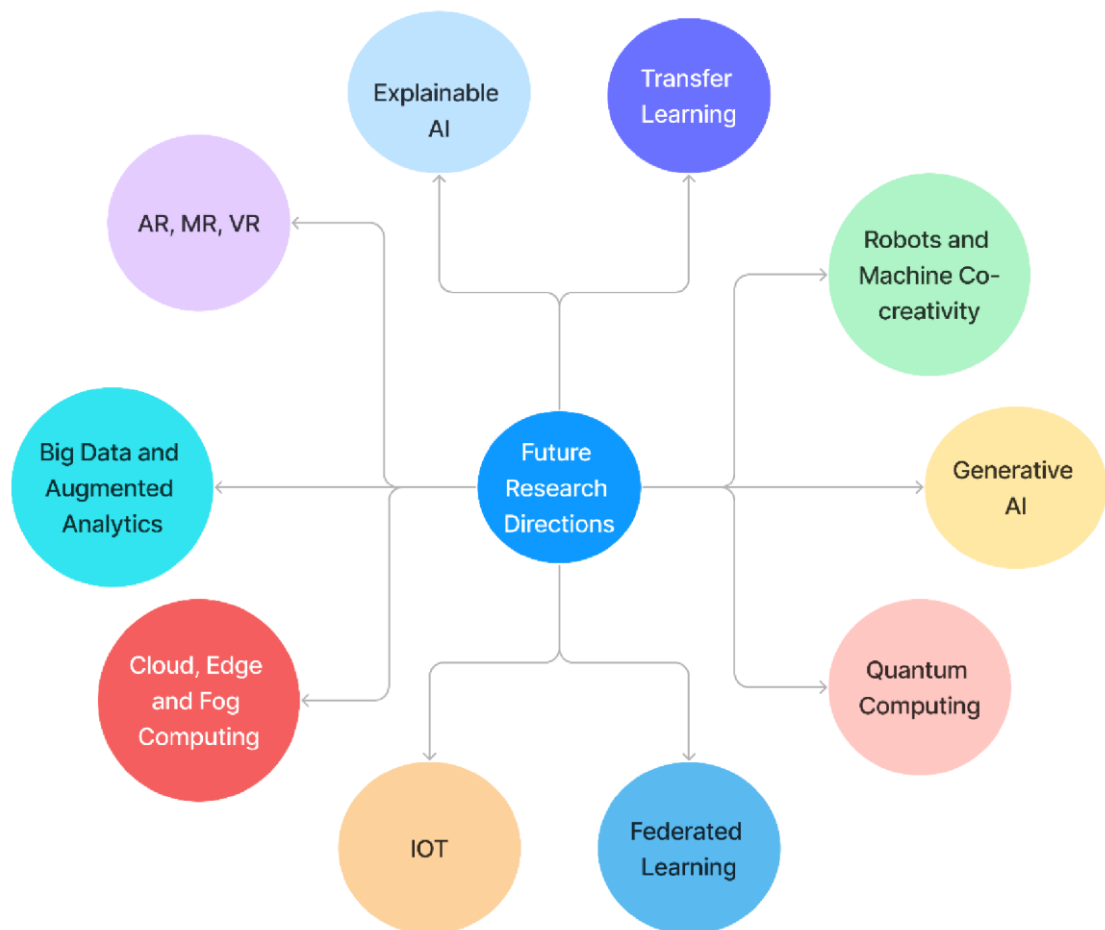 Explainable
AI
Transfer
Learning
AR, MR, VR
Robots and
Machine Co-
creativity
Big Data and
Augmented
Analytics
Future
Research
Directions
Generative
AI
Cloud, Edge
and Fog
Computing
Quantum
Computing
IOT
Federated
Learning